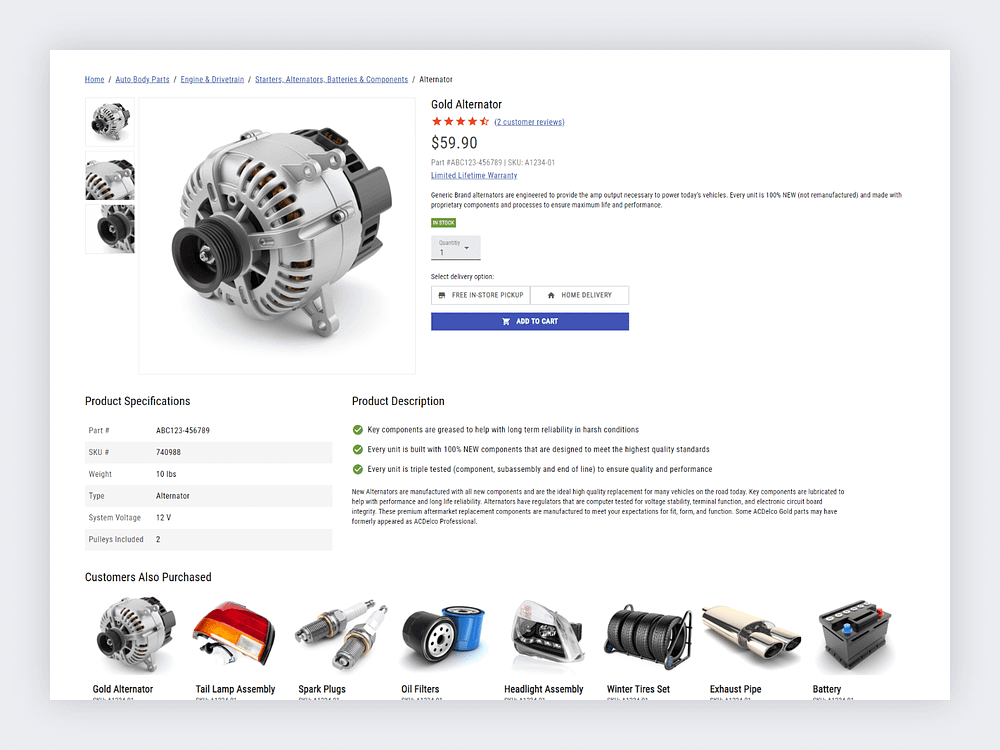 Home / Auto Body Parts / Engine & Drivetrain / Starters, Alternators, Batteries & Components / Alternator
Gold Alternator
(2 customer reviews)
$59.90
Part #ABC123-456789 | SKU: A1234-01
Limited Lifetime Warranty
Generic Brand alternators are engineered to provide the amp output necessary to power today's vehicles. Every unit is 100% NEW (not remanufactured) and made with
proprietary components and processes to ensure maximum life and performance.
IN STOCK
Quantity
1
Select delivery option:
FREE IN-STORE PICKUP HOME DELIVERY
ADD TO CART
Product Specifications
Part # ABC123-456789
SKU # 740988
Weight 10 lbs
Type Alternator
System Voltage 12 V
Pulleys Included 2
Product Description
Key components are greased to help with long term reliability in harsh conditions
Every unit is built with 100% NEW components that are designed to meet the highest quality standards
Every unit is triple tested (component, subassembly and end of line) to ensure quality and performance
New Alternators are manufactured with all new components and are the ideal high quality replacement for many vehicles on the road today. Key components are lubricated to
help with performance and long life reliability. Alternators have regulators that are computer tested for voltage stability, terminal function, and electronic circuit board
integrity. These premium aftermarket replacement components are manufactured to meet your expectations for fit, form, and function. Some ACDelco Gold parts may have
formerly appeared as ACDelco Professional.
Customers Also Purchased
Gold Alternator Tail Lamp Assembly Spark Plugs Oil Filters Headlight Assembly Winter Tires Set Exhaust Pipe Battery